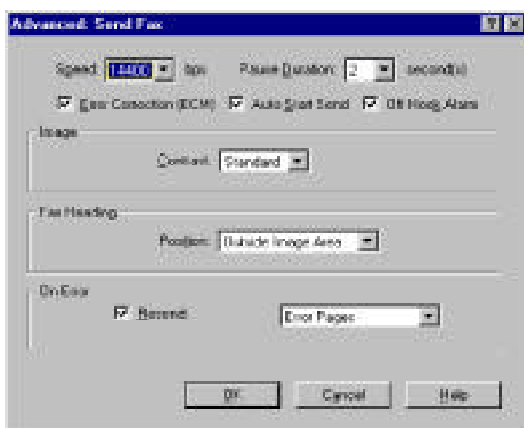 Advanced: Send Fax
Speed: 14400 bps Pause Duration: 2 second(s)
Error Correction (ECM) Auto Start Send Off Hook Alarm
Image
Contrast: Standard
Fax Heading
Position: Outside Image Area
On Error
Resend: Error Pages
OK Cancel Help